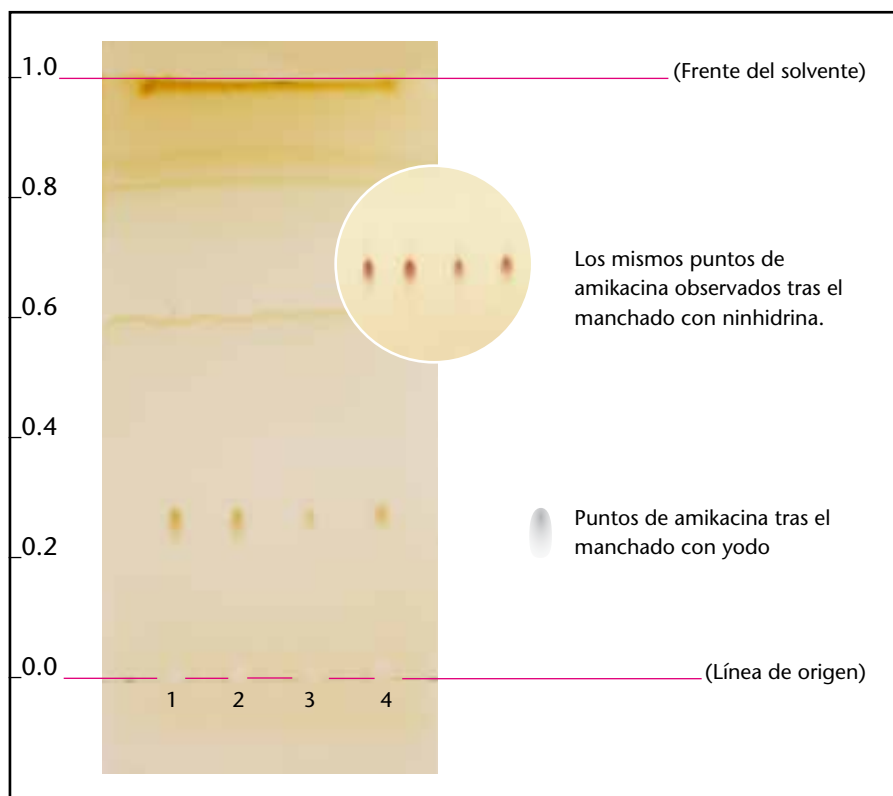 1.0
(Frente del solvente)
0.8
Los mismos puntos de
amikacina observados tras el
manchado con ninhidrina.
0.6
0.4
Puntos de amikacina tras el
manchado con yodo
0.2
0.0
(Línea de origen)
1 2 3 4